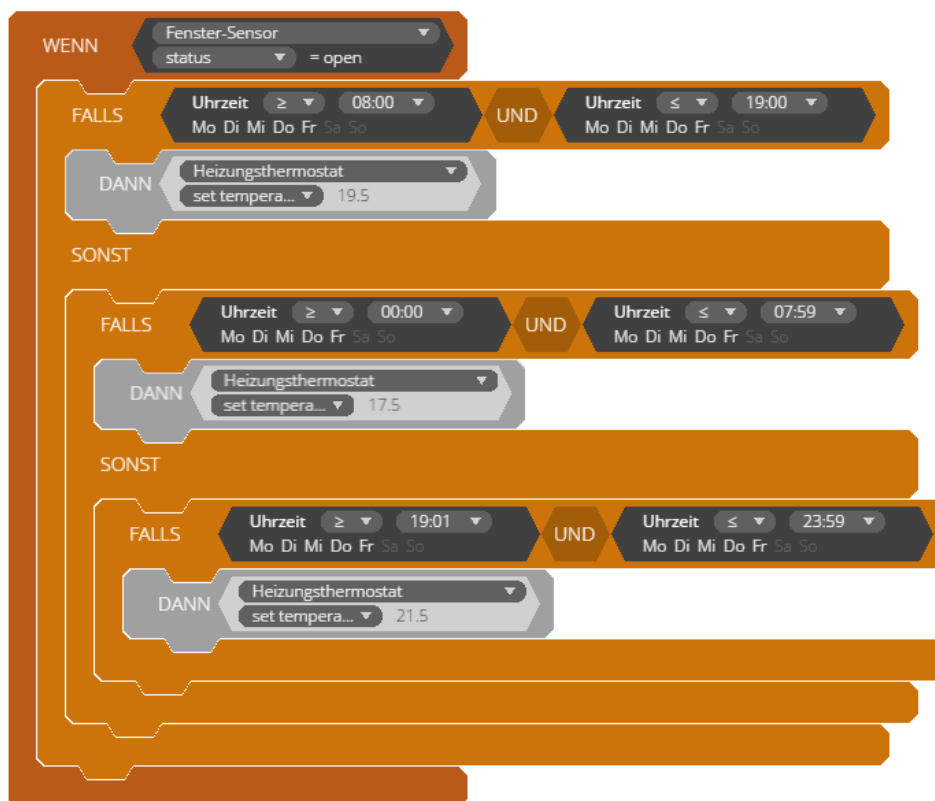 WENN
Fenster-Sensor
status = open
FALLS
Uhrzeit ≥ 08:00
Mo Di Mi Do Fr Sa So
UND
Uhrzeit ≤ 19:00
Mo Di Mi Do Fr Sa So
DANN
Heizungsthermostat
set tempera... 19.5
SONST
FALLS
Uhrzeit ≥ 00:00
Mo Di Mi Do Fr Sa So
UND
Uhrzeit ≤ 07:59
Mo Di Mi Do Fr Sa So
DANN
Heizungsthermostat
set tempera... 17.5
SONST
FALLS
Uhrzeit ≥ 19:01
Mo Di Mi Do Fr Sa So
UND
Uhrzeit ≤ 23:59
Mo Di Mi Do Fr Sa So
DANN
Heizungsthermostat
set tempera... 21.5